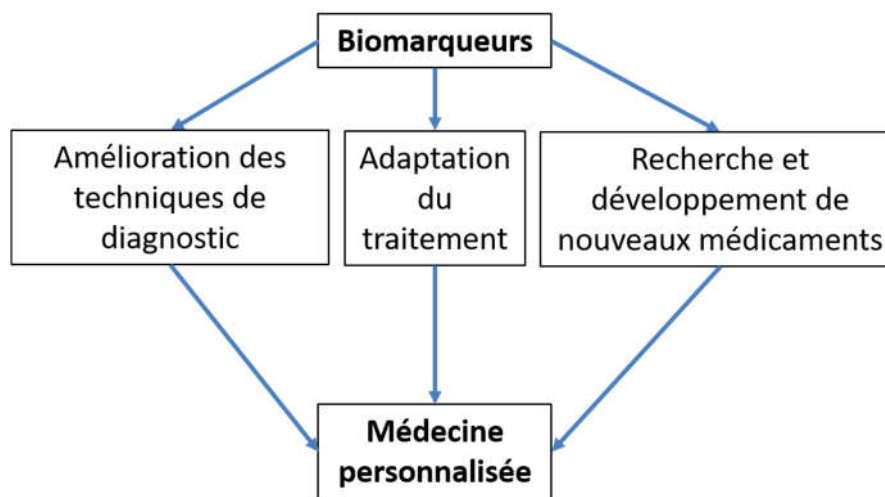 Biomarqueurs
Amélioration des
techniques de
diagnostic
Adaptation
du
traitement
Recherche et
développement de
nouveaux médicaments
Médecine
personnalisée